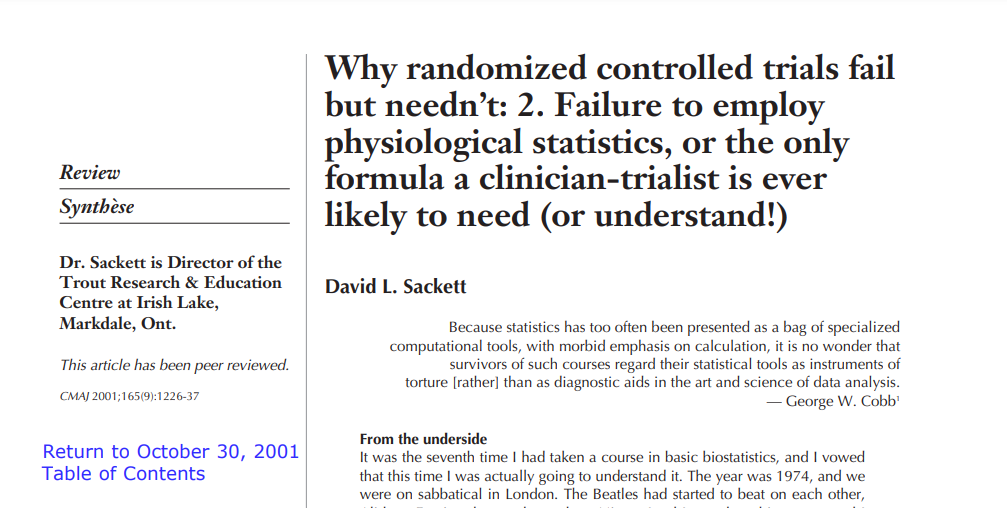 Why randomized controlled trials fail
but needn’t: 2. Failure to employ
physiological statistics, or the only
formula a clinician-trialist is ever
likely to need (or understand!)
Review
Synthèse
Dr. Sackett is Director of the
Trout Research & Education
Centre at Irish Lake,
Markdale, Ont.
This article has been peer reviewed.
CMAJ 2001;165(9):1226-37
Return to October 30, 2001
Table of Contents
David L. Sackett
Because statistics has too often been presented as a bag of specialized
computational tools, with morbid emphasis on calculation, it is no wonder that
survivors of such courses regard their statistical tools as instruments of
torture [rather] than as diagnostic aids in the art and science of data analysis.
— George W. Cobb¹
From the underside
It was the seventh time I had taken a course in basic biostatistics, and I vowed
that this time I was actually going to understand it. The year was 1974, and we
were on sabbatical in London. The Beatles had started to beat on each other,